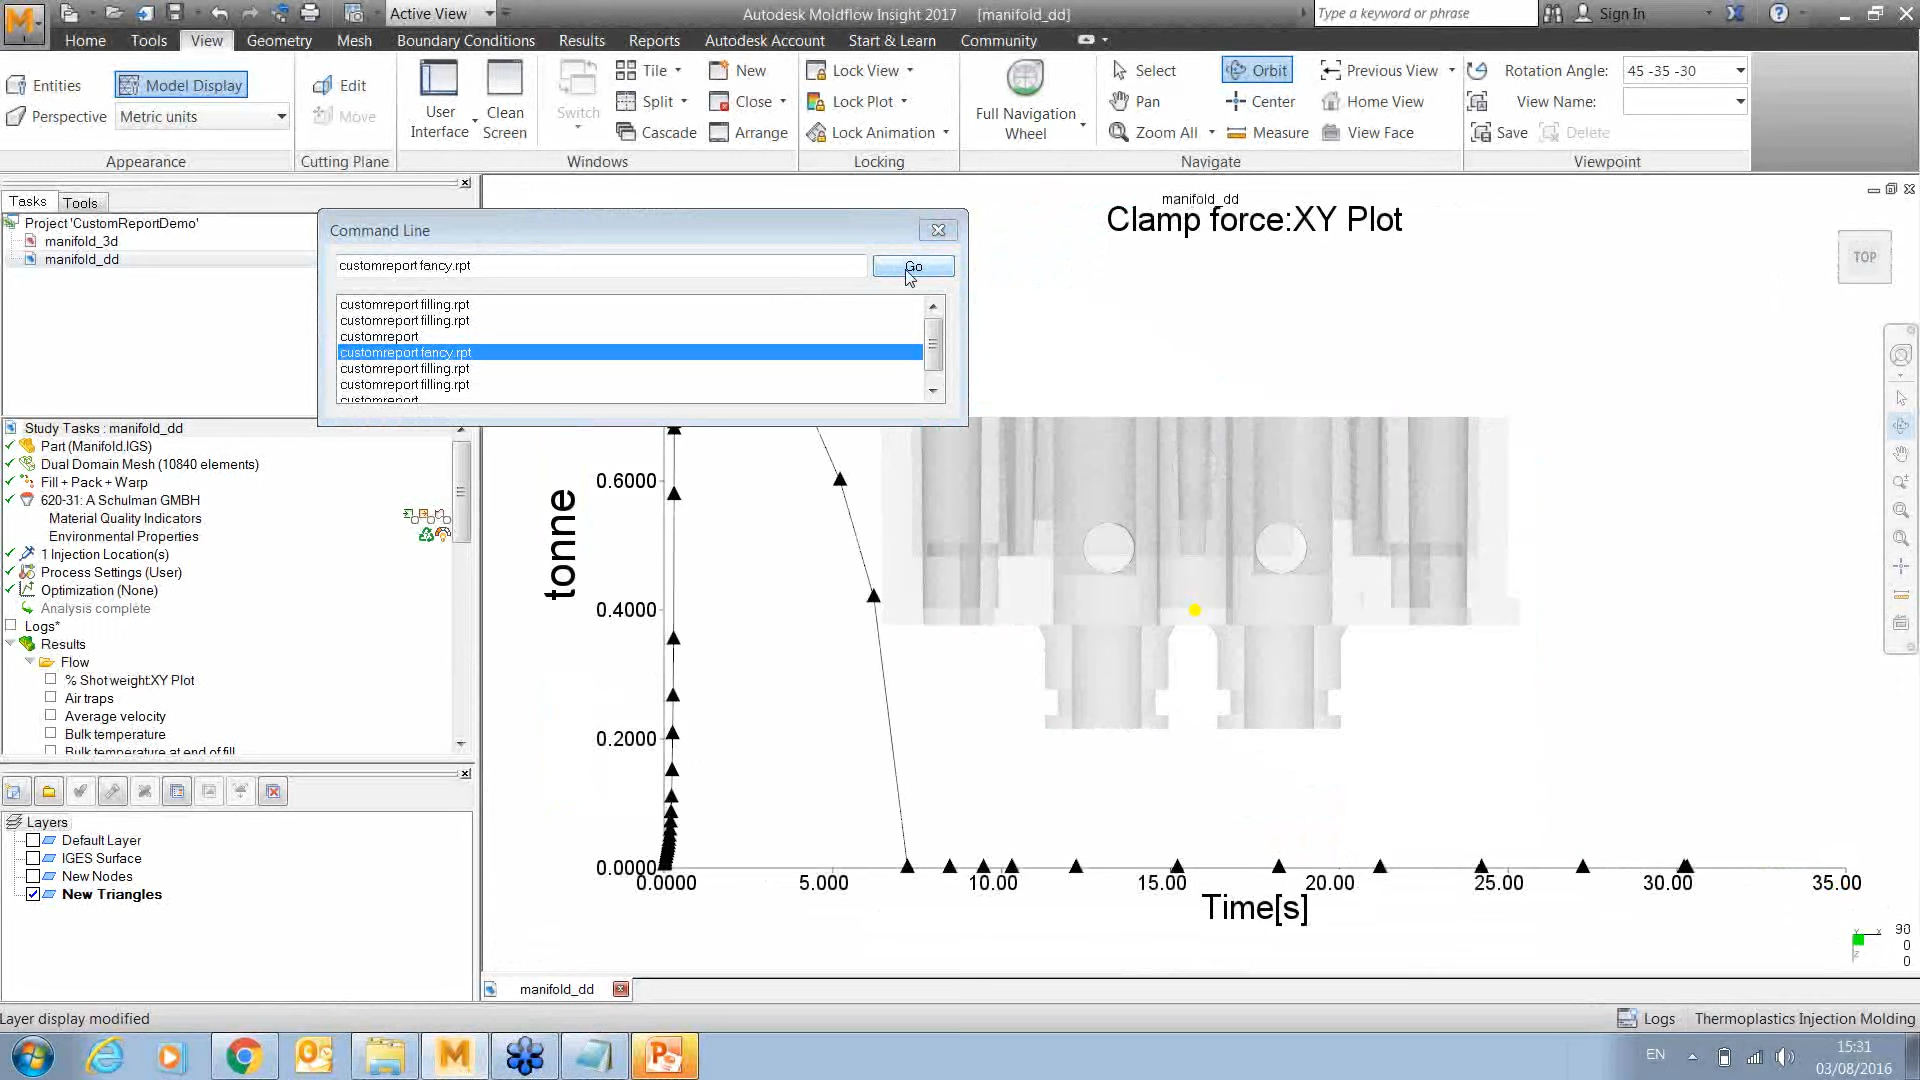 Active View
Autodesk Moldflow Insight 2017 [manifold_dd]
Type a keyword or phrase
Sign In
Home Tools View Geometry Mesh Boundary Conditions Results Reports Autodesk Account Start & Learn Community
Entities
Model Display
Perspective
Metric units
Appearance
Edit
Move
Cutting Plane
User Interface
Clean Screen
Switch
Tile
Split
Cascade
New
Close
Arrange
Windows
Lock View
Lock Plot
Lock Animation
Locking
Full Navigation Wheel
Select
Pan
Zoom All
Orbit
Center
Measure
Previous View
Home View
View Face
Navigate
Rotation Angle: 45 -35 -30
View Name:
Save
Delete
Viewpoint
Tasks Tools
Project 'CustomReportDemo'
manifold_3d
manifold_dd
Command Line
customreport fancy.rpt
Go
customreport filling.rpt
customreport filling.rpt
customreport
customreport fancy.rpt
customreport filling.rpt
customreport filling.rpt
customreport
Study Tasks : manifold_dd
Part (Manifold.IGS)
Dual Domain Mesh (10840 elements)
Fill + Pack + Warp
620-31: A Schulman GMBH
Material Quality Indicators
Environmental Properties
1 Injection Location(s)
Process Settings (User)
Optimization (None)
Analysis complete
Logs*
Results
Flow
% Shot weight:XY Plot
Air traps
Average velocity
Bulk temperature
Bulk temperature at end of fill
Layers
Default Layer
IGES Surface
New Nodes
New Triangles
manifold_dd
Clamp force:XY Plot
TOP
tonne
0.6000
0.4000
0.2000
0.0000
0.0000 5.000 10.00 15.00 20.00 25.00 30.00 35.00
Time[s]
90
0
0
manifold_dd
Layer display modified
Logs
Thermoplastics Injection Molding
EN
15:31
03/08/2016